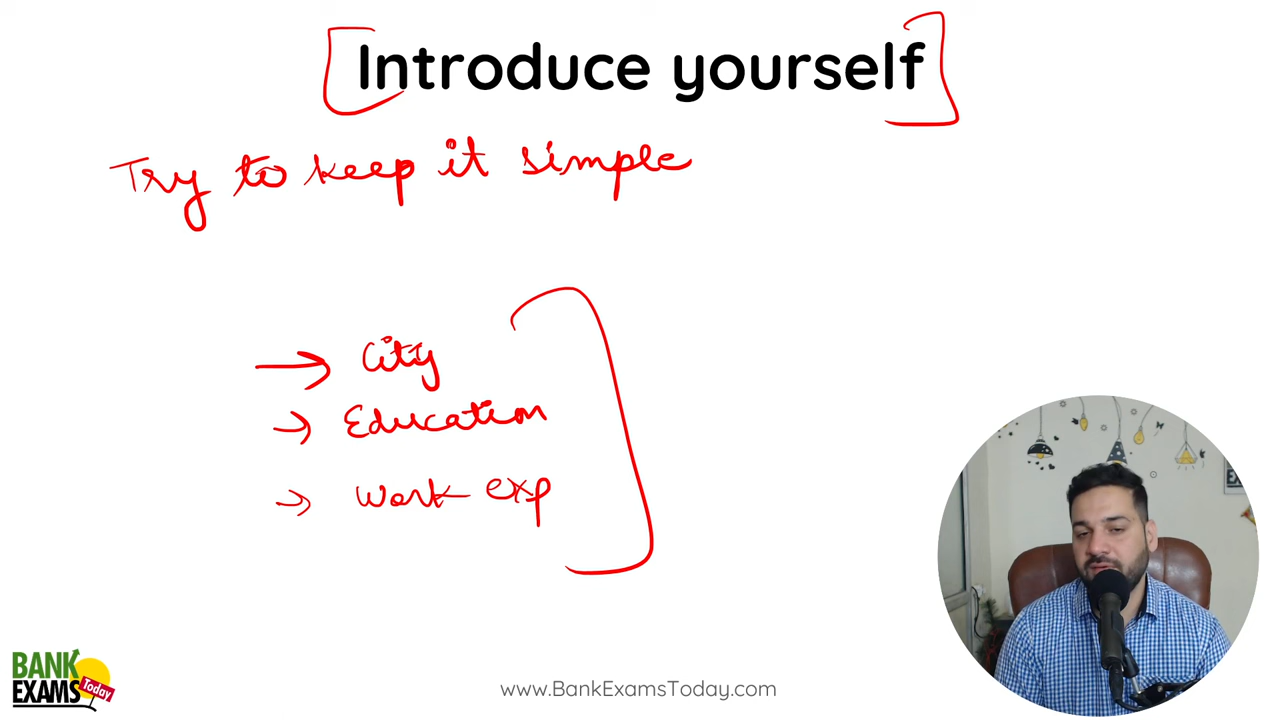 Introduce yourself
Try to keep it simple
City
Education
Work exp
BANK
EXAMS Today
www.BankExamsToday.com